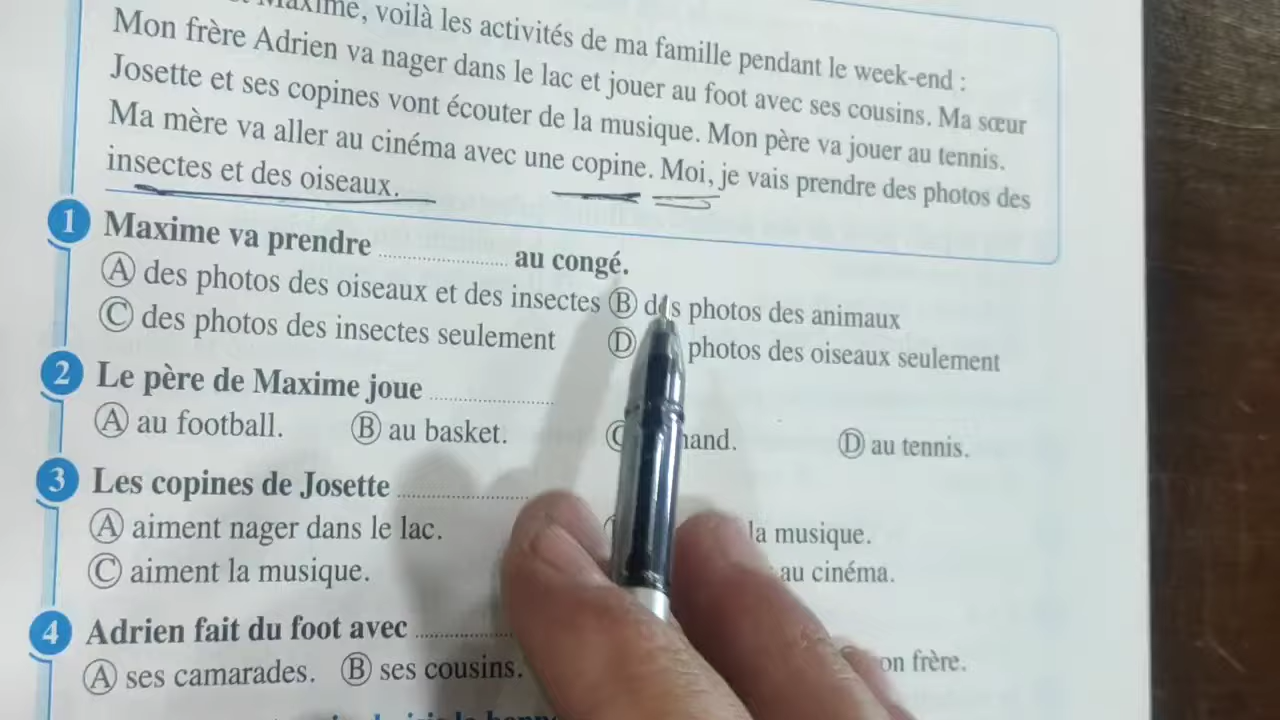 Maxime, voilà les activités de ma famille pendant le week-end :
Mon frère Adrien va nager dans le lac et jouer au foot avec ses cousins. Ma sœur
Josette et ses copines vont écouter de la musique. Mon père va jouer au tennis.
Ma mère va aller au cinéma avec une copine. Moi, je vais prendre des photos des
insectes et des oiseaux.
1 Maxime va prendre .................... au congé.
A des photos des oiseaux et des insectes B des photos des animaux
C des photos des insectes seulement D photos des oiseaux seulement
2 Le père de Maxime joue ....................
A au football. B au basket. C hand. D au tennis.
3 Les copines de Josette ....................
A aiment nager dans le lac. la musique.
C aiment la musique. au cinéma.
4 Adrien fait du foot avec ....................
A ses camarades. B ses cousins. frère.